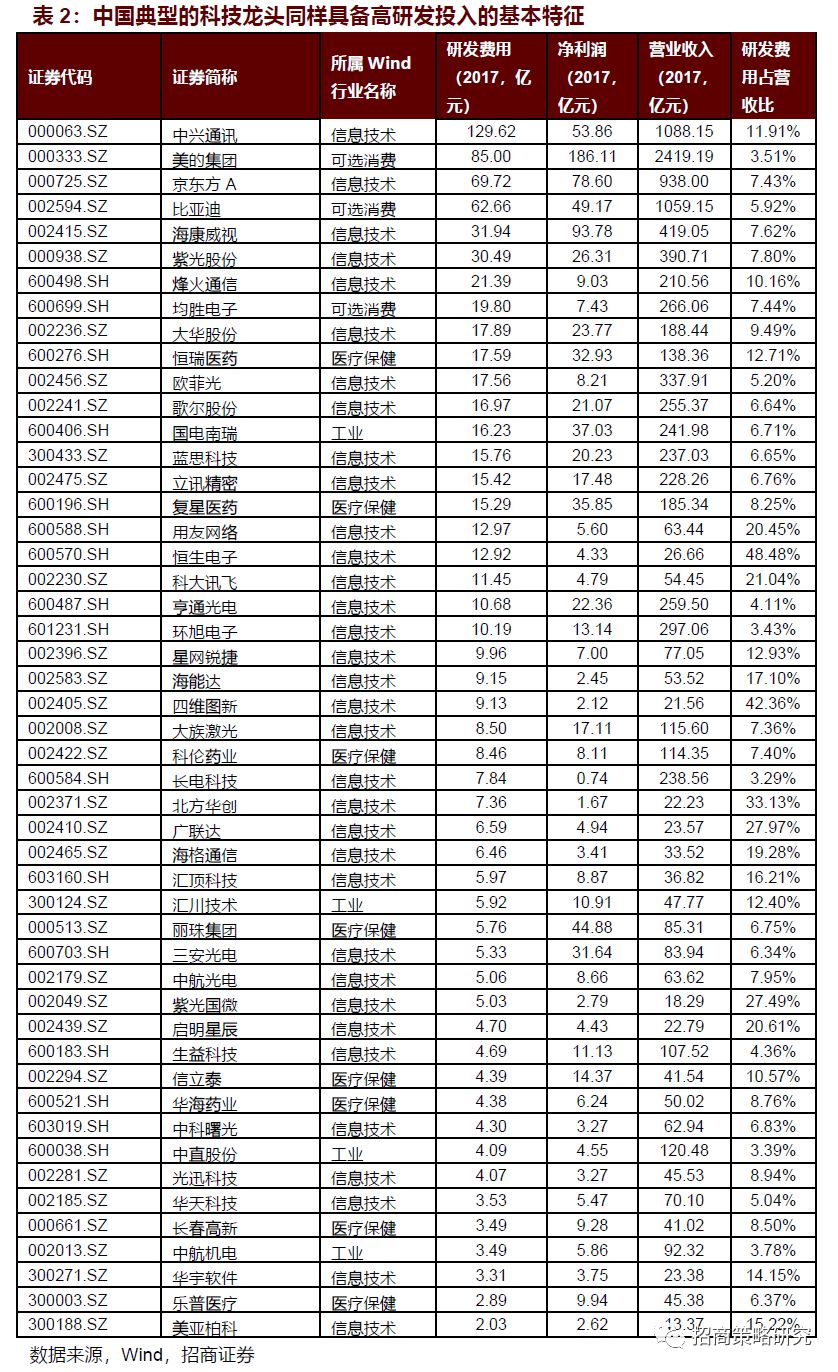 表 2：中国典型的科技龙头同样具备高研发投入的基本特征
证券代码 证券简称 所属 Wind 行业名称 研发费用（2017，亿元） 净利润（2017，亿元） 营业收入（2017，亿元） 研发费用占营收比
000063.SZ 中兴通讯 信息技术 129.62 53.86 1088.15 11.91%
000333.SZ 美的集团 可选消费 85.00 186.11 2419.19 3.51%
000725.SZ 京东方 A 信息技术 69.72 78.60 938.00 7.43%
002594.SZ 比亚迪 可选消费 62.66 49.17 1059.15 5.92%
002415.SZ 海康威视 信息技术 31.94 93.78 419.05 7.62%
000938.SZ 紫光股份 信息技术 30.49 26.31 390.71 7.80%
600498.SH 烽火通信 信息技术 21.39 9.03 210.56 10.16%
600699.SH 均胜电子 可选消费 19.80 7.43 266.06 7.44%
002236.SZ 大华股份 信息技术 17.89 23.77 188.44 9.49%
600276.SH 恒瑞医药 医疗保健 17.59 32.93 138.36 12.71%
002456.SZ 欧菲光 信息技术 17.56 8.21 337.91 5.20%
002241.SZ 歌尔股份 信息技术 16.97 21.07 255.37 6.64%
600406.SH 国电南瑞 工业 16.23 37.03 241.98 6.71%
300433.SZ 蓝思科技 信息技术 15.76 20.23 237.03 6.65%
002475.SZ 立讯精密 信息技术 15.42 17.48 228.26 6.76%
600196.SH 复星医药 医疗保健 15.29 35.85 185.34 8.25%
600588.SH 用友网络 信息技术 12.97 5.60 63.44 20.45%
600570.SH 恒生电子 信息技术 12.92 4.33 26.66 48.48%
002230.SZ 科大讯飞 信息技术 11.45 4.79 54.45 21.04%
600487.SH 亨通光电 信息技术 10.68 22.36 259.50 4.11%
601231.SH 环旭电子 信息技术 10.19 13.14 297.06 3.43%
002396.SZ 星网锐捷 信息技术 9.96 7.00 77.05 12.93%
002583.SZ 海能达 信息技术 9.15 2.45 53.52 17.10%
002405.SZ 四维图新 信息技术 9.13 2.12 21.56 42.36%
002008.SZ 大族激光 信息技术 8.50 17.11 115.60 7.36%
002422.SZ 科伦药业 医疗保健 8.46 8.11 114.35 7.40%
600584.SH 长电科技 信息技术 7.84 0.74 238.56 3.29%
002371.SZ 北方华创 信息技术 7.36 1.67 22.23 33.13%
002410.SZ 广联达 信息技术 6.59 4.94 23.57 27.97%
002465.SZ 海格通信 信息技术 6.46 3.41 33.52 19.28%
603160.SH 汇顶科技 信息技术 5.97 8.87 36.82 16.21%
300124.SZ 汇川技术 工业 5.92 10.91 47.77 12.40%
000513.SZ 丽珠集团 医疗保健 5.76 44.88 85.31 6.75%
600703.SH 三安光电 信息技术 5.33 31.64 83.94 6.34%
002179.SZ 中航光电 信息技术 5.06 8.66 63.62 7.95%
002049.SZ 紫光国微 信息技术 5.03 2.79 18.29 27.49%
002439.SZ 启明星辰 信息技术 4.70 4.43 22.79 20.61%
600183.SH 生益科技 信息技术 4.69 11.13 107.52 4.36%
002294.SZ 信立泰 医疗保健 4.39 14.37 41.54 10.57%
600521.SH 华海药业 医疗保健 4.38 6.24 50.02 8.76%
603019.SH 中科曙光 信息技术 4.30 3.27 62.94 6.83%
600038.SH 中直股份 工业 4.09 4.55 120.48 3.39%
002281.SZ 光迅科技 信息技术 4.07 3.27 45.53 8.94%
002185.SZ 华天科技 信息技术 3.53 5.47 70.10 5.04%
000661.SZ 长春高新 医疗保健 3.49 9.28 41.02 8.50%
002013.SZ 中航机电 工业 3.49 5.86 92.32 3.78%
300271.SZ 华宇软件 信息技术 3.31 3.75 23.38 14.15%
300003.SZ 乐普医疗 医疗保健 2.89 9.94 45.38 6.37%
300188.SZ 美亚柏科 信息技术 2.03 2.62 13.37 15.22%
招商策略研究
数据来源，Wind，招商证券